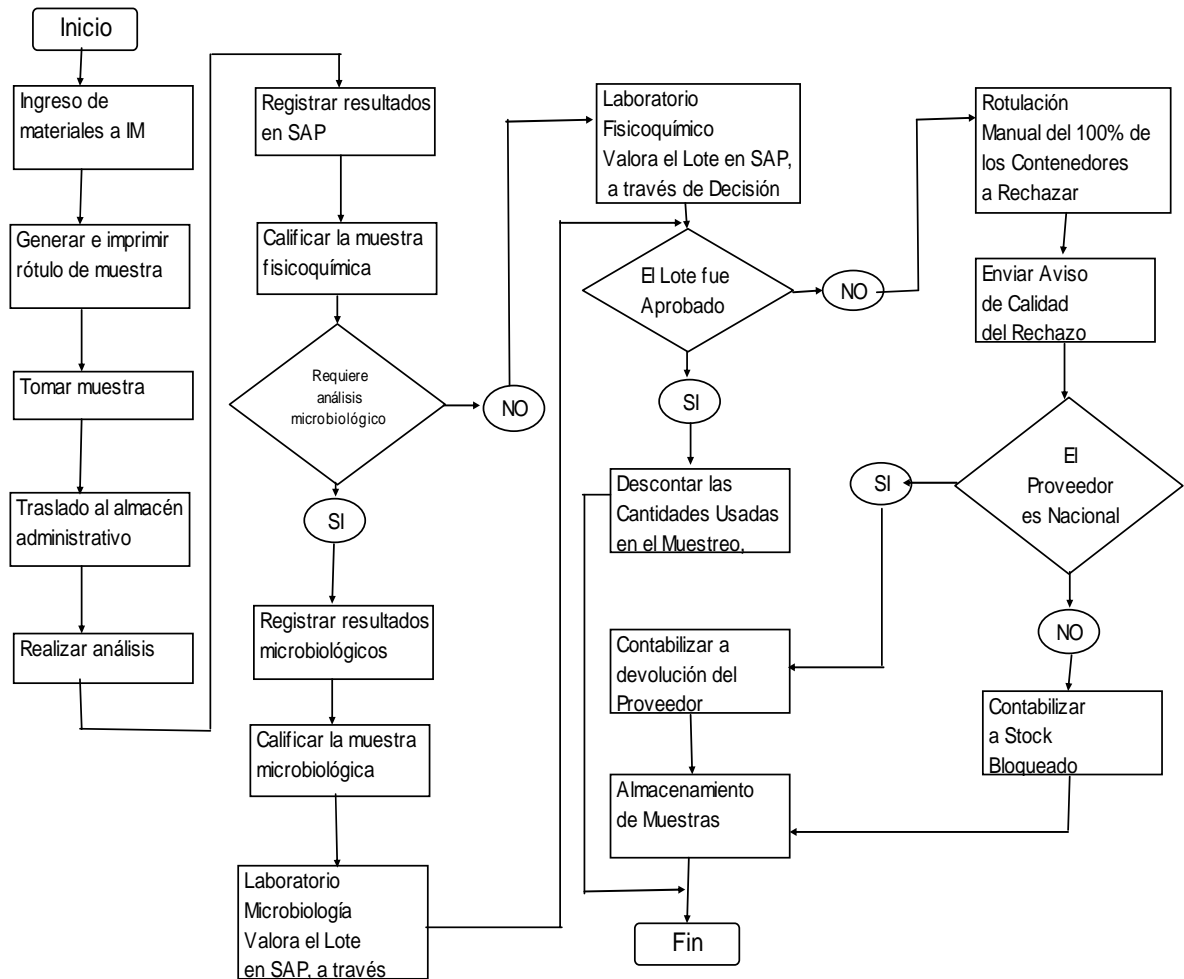 Inicio
Ingreso de
materiales a IM
Generar e imprimir
rótulo de muestra
Tomar muestra
Traslado al almacén
administrativo
Realizar análisis
Registrar resultados
en SAP
Calificar la muestra
fisicoquímica
Requiere
análisis
microbiológico
NO
SI
Registrar resultados
microbiológicos
Calificar la muestra
microbiológica
Laboratorio
Microbiología
Valora el Lote
en SAP, a través
Laboratorio
Fisicoquímico
Valora el Lote en SAP,
a través de Decisión
El Lote fue
Aprobado
NO
SI
Descontar las
Cantidades Usadas
en el Muestreo,
Contabilizar a
devolución del
Proveedor
Almacenamiento
de Muestras
Fin
Rotulación
Manual del 100% de
los Contenedores
a Rechazar
Enviar Aviso
de Calidad
del Rechazo
El
Proveedor
es Nacional
SI
NO
Contabilizar
a Stock
Bloqueado